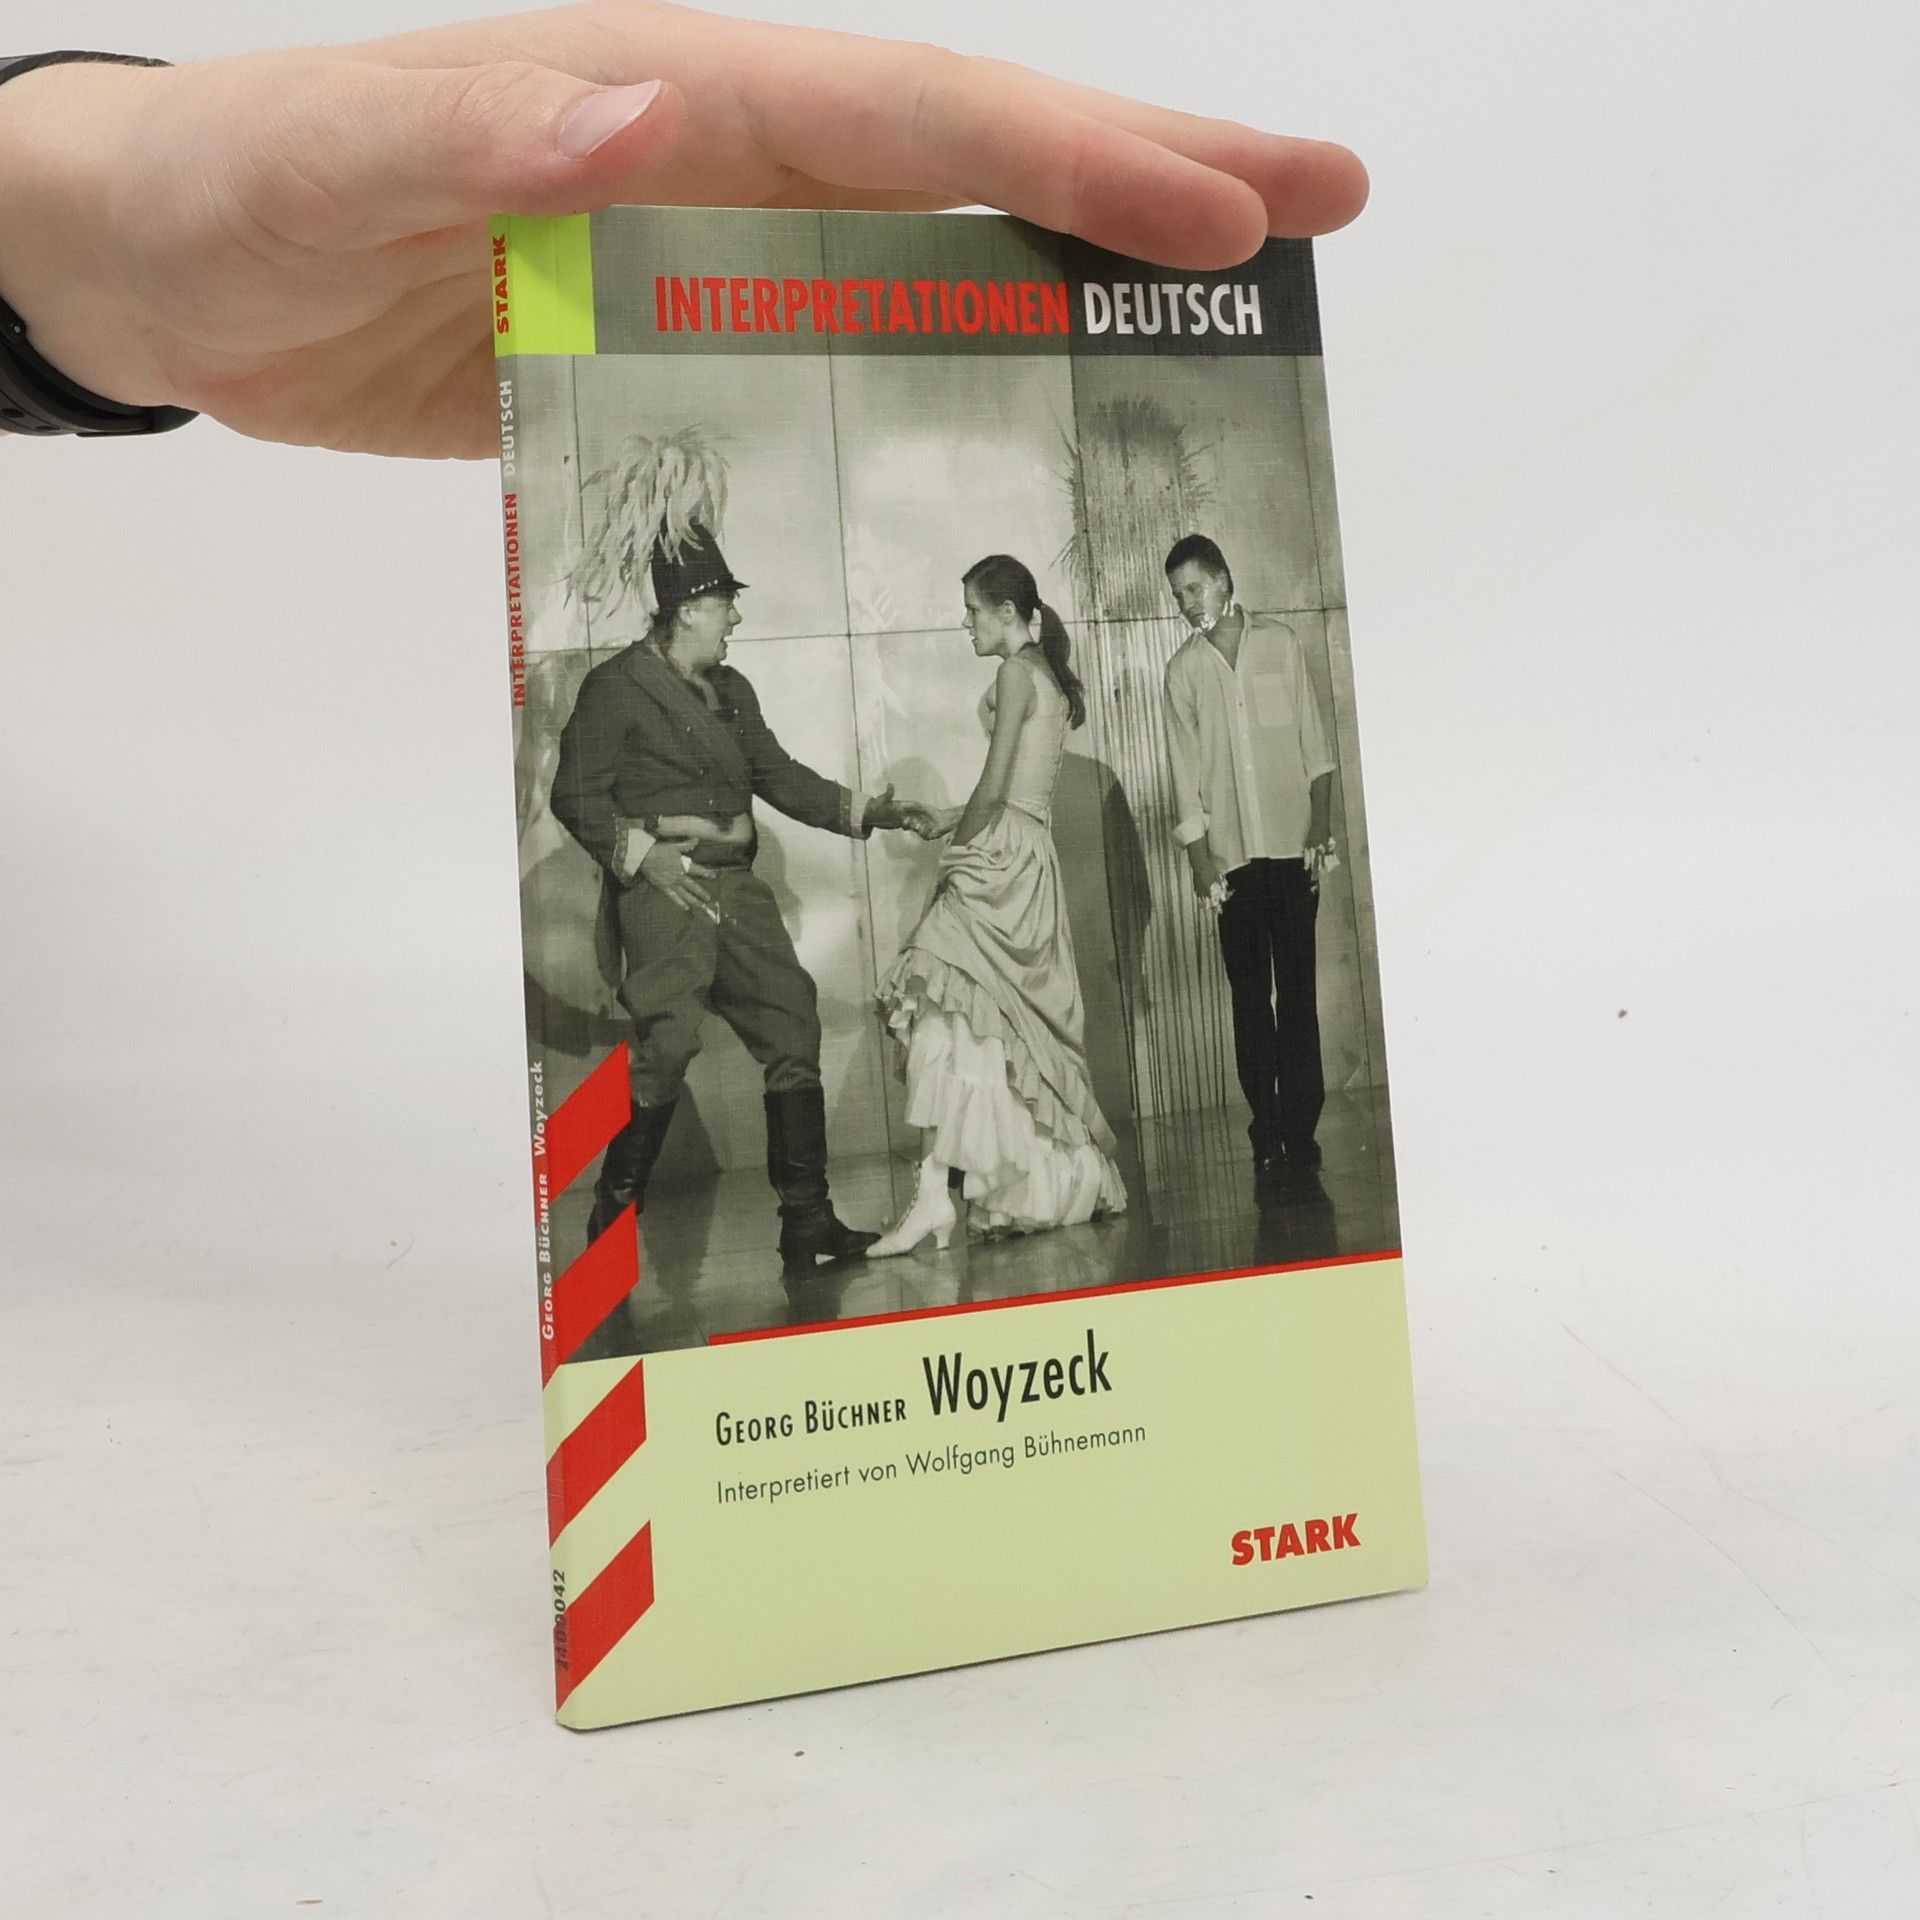 INTERPRETATIONEN DEUTSCH
GEORG BÜCHNER Woyzeck
Interpretiert von Wolfgang Bühnemann
STARK
STARK
INTERPRETATIONEN DEUTSCH
GEORG BÜCHNER Woyzeck